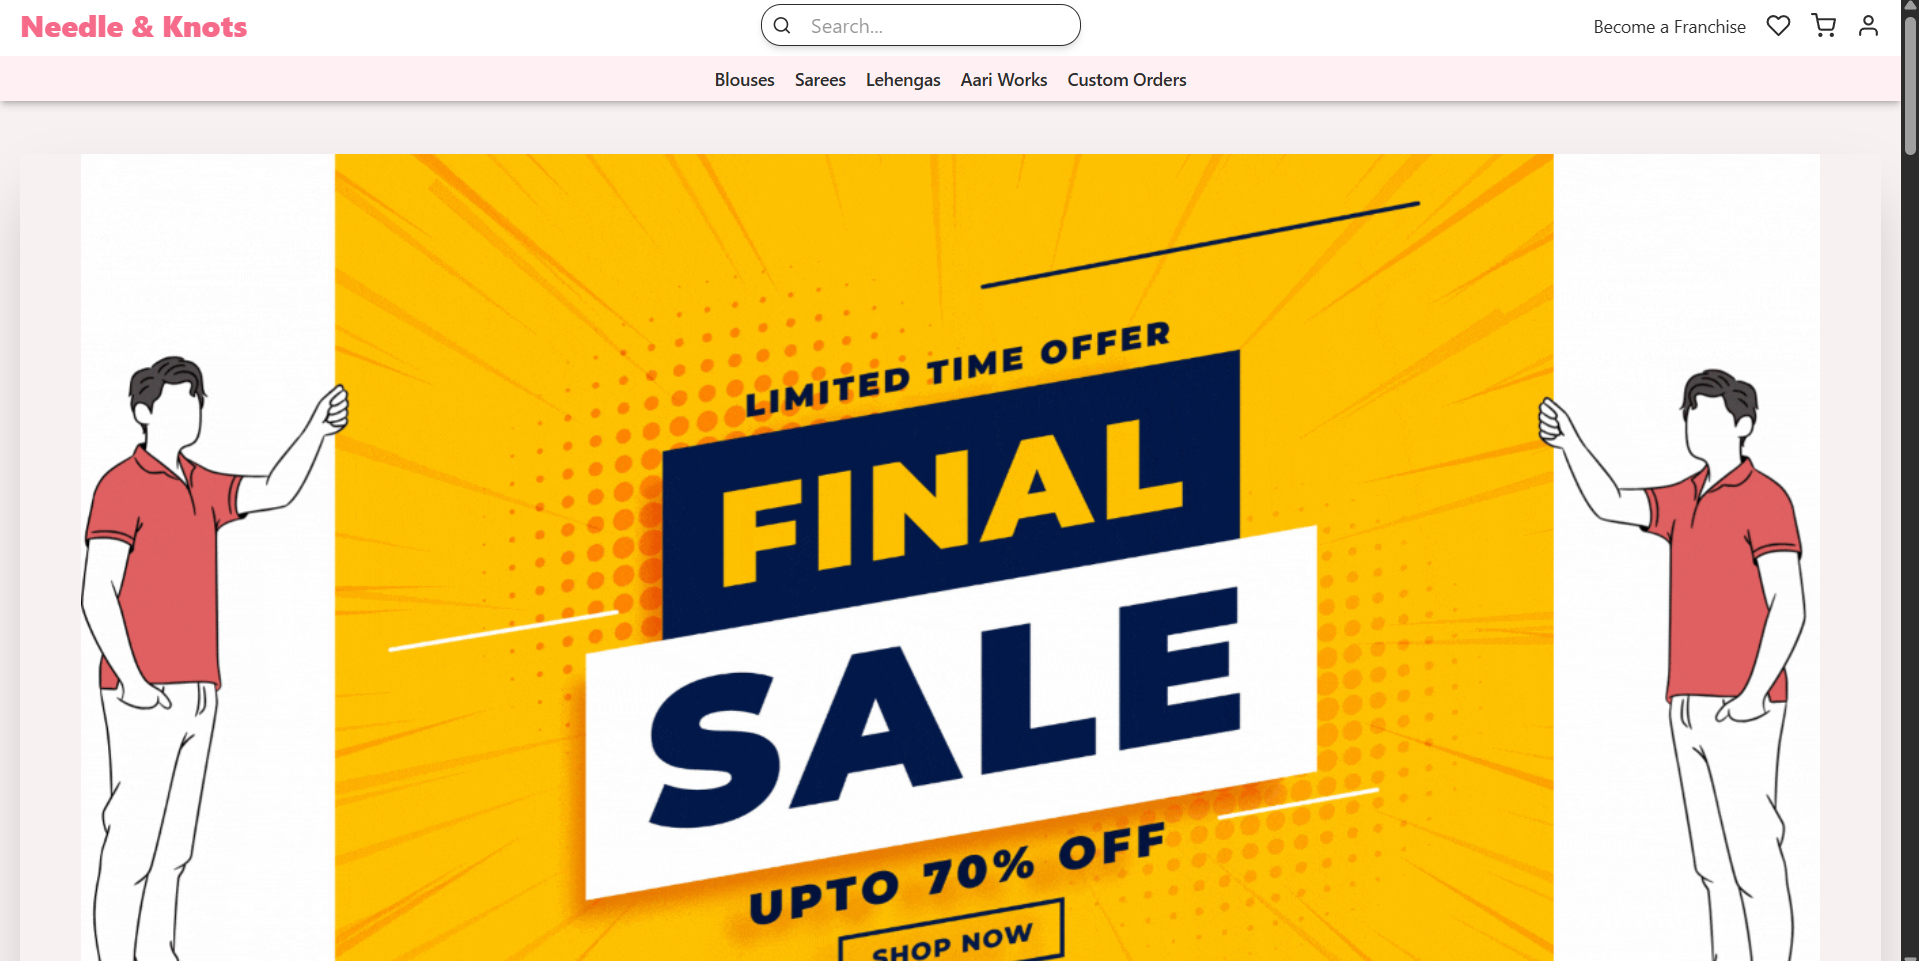 Needle & Knots
Search...
Become a Franchise
Blouses Sarees Lehengas Aari Works Custom Orders
LIMITED TIME OFFER
FINAL
SALE
UPTO 70% OFF
SHOP NOW